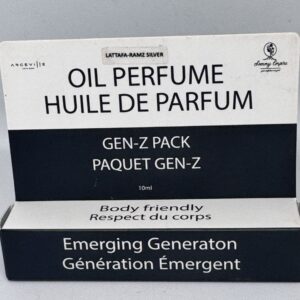 LATTAFA-RAMZ SILVER
OIL PERFUME
HUILE DE PARFUM
GEN-Z PACK
PAQUET GEN-Z
10ml
Body friendly
Respect du corps
Emerging Generaton
Génération Émergent